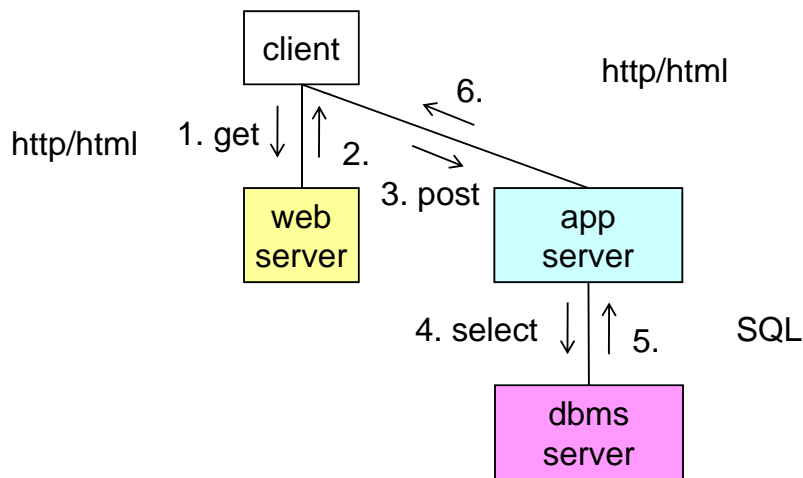 client
http/html
6.
http/html
1. get
2.
3. post
web
server
app
server
4. select
5.
SQL
dbms
server